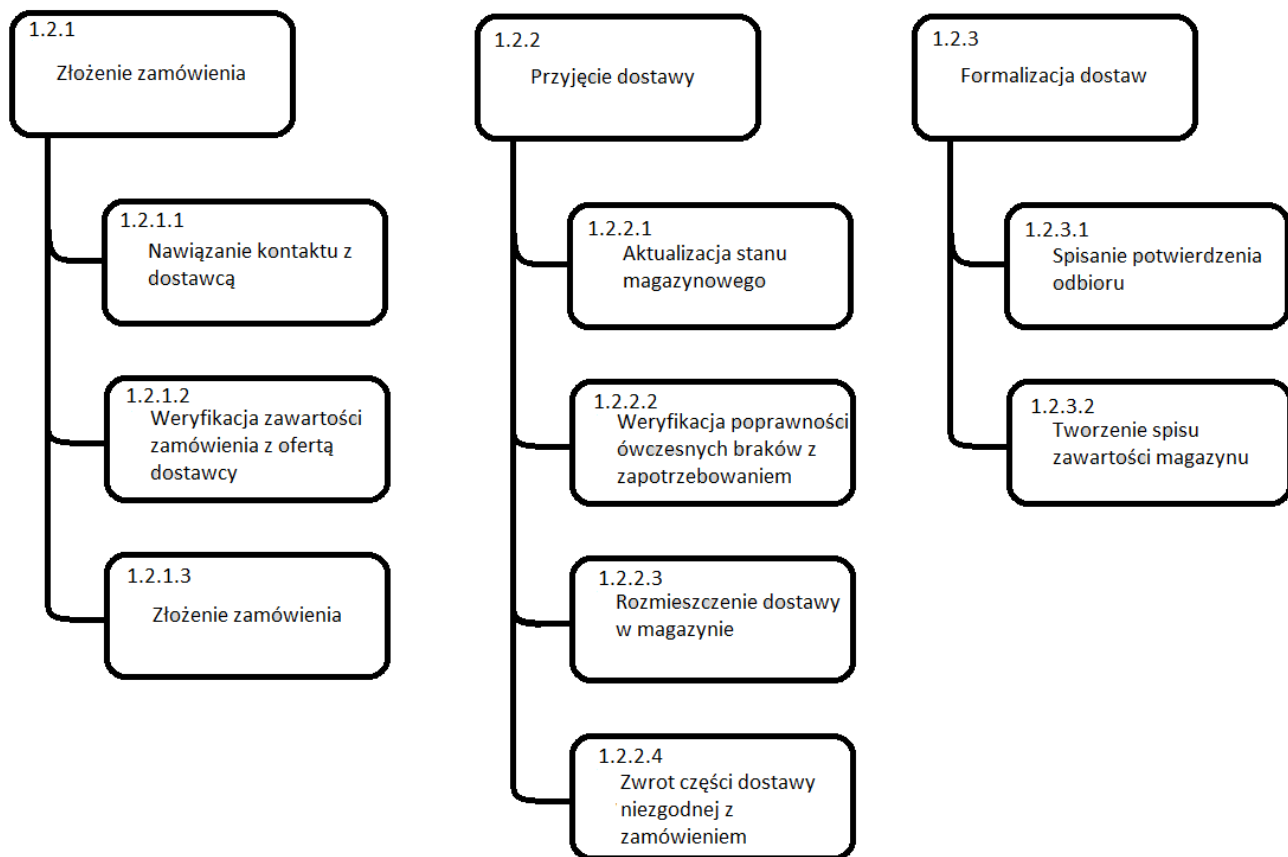 1.2.1
Złożenie zamówienia
1.2.1.1
Nawiązanie kontaktu z
dostawcą
1.2.1.2
Weryfikacja zawartości
zamówienia z ofertą
dostawcy
1.2.1.3
Złożenie zamówienia
1.2.2
Przyjęcie dostawy
1.2.2.1
Aktualizacja stanu
magazynowego
1.2.2.2
Weryfikacja poprawności
ówczesnych braków z
zapotrzebowaniem
1.2.2.3
Rozmieszczenie dostawy
w magazynie
1.2.2.4
Zwrot części dostawy
niezgodnej z
zamówieniem
1.2.3
Formalizacja dostaw
1.2.3.1
Spisanie potwierdzenia
odbioru
1.2.3.2
Tworzenie spisu
zawartości magazynu